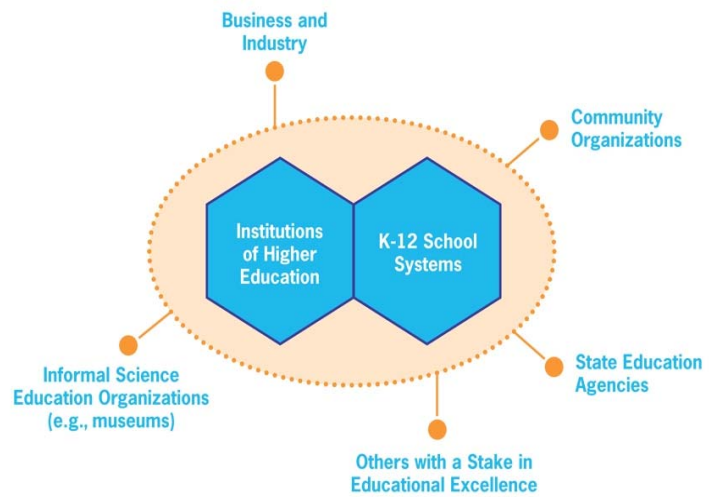 Business and
Industry
Community
Organizations
Institutions
of Higher
Education
K-12 School
Systems
State Education
Agencies
Informal Science
Education Organizations
(e.g., museums)
Others with a Stake in
Educational Excellence